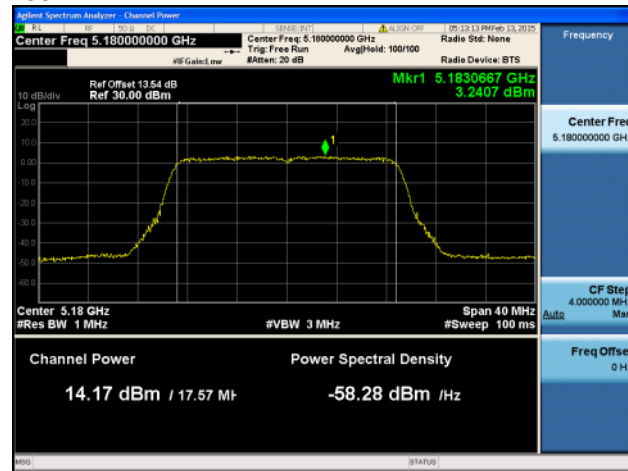 Agilent Spectrum Analyzer - Channel Power
RL RF 50 Ω DC SENSE:INT ALIGN OFF 05:13:13 PM Feb 13, 2015
Center Freq 5.180000000 GHz
Center Freq: 5.180000000 GHz
Radio Std: None
Trig: Free Run Avg|Hold: 100/100
#IFGain:Low #Atten: 20 dB Radio Device: BTS
Frequency
Ref Offset 13.54 dB
10 dB/div Ref 30.00 dBm
Mkr1 5.1830667 GHz
3.2407 dBm
Log
20.0
10.0
0.00
-10.0
-20.0
-30.0
-40.0
-50.0
-60.0
1
Center Freq
5.180000000 GHz
Center 5.18 GHz Span 40 MHz
#Res BW 1 MHz #VBW 3 MHz #Sweep 100 ms
CF Step
4.000000 MH
Auto Man
Channel Power Power Spectral Density
14.17 dBm / 17.57 MH -58.28 dBm /Hz
Freq Offse
0 H
MSG STATUS